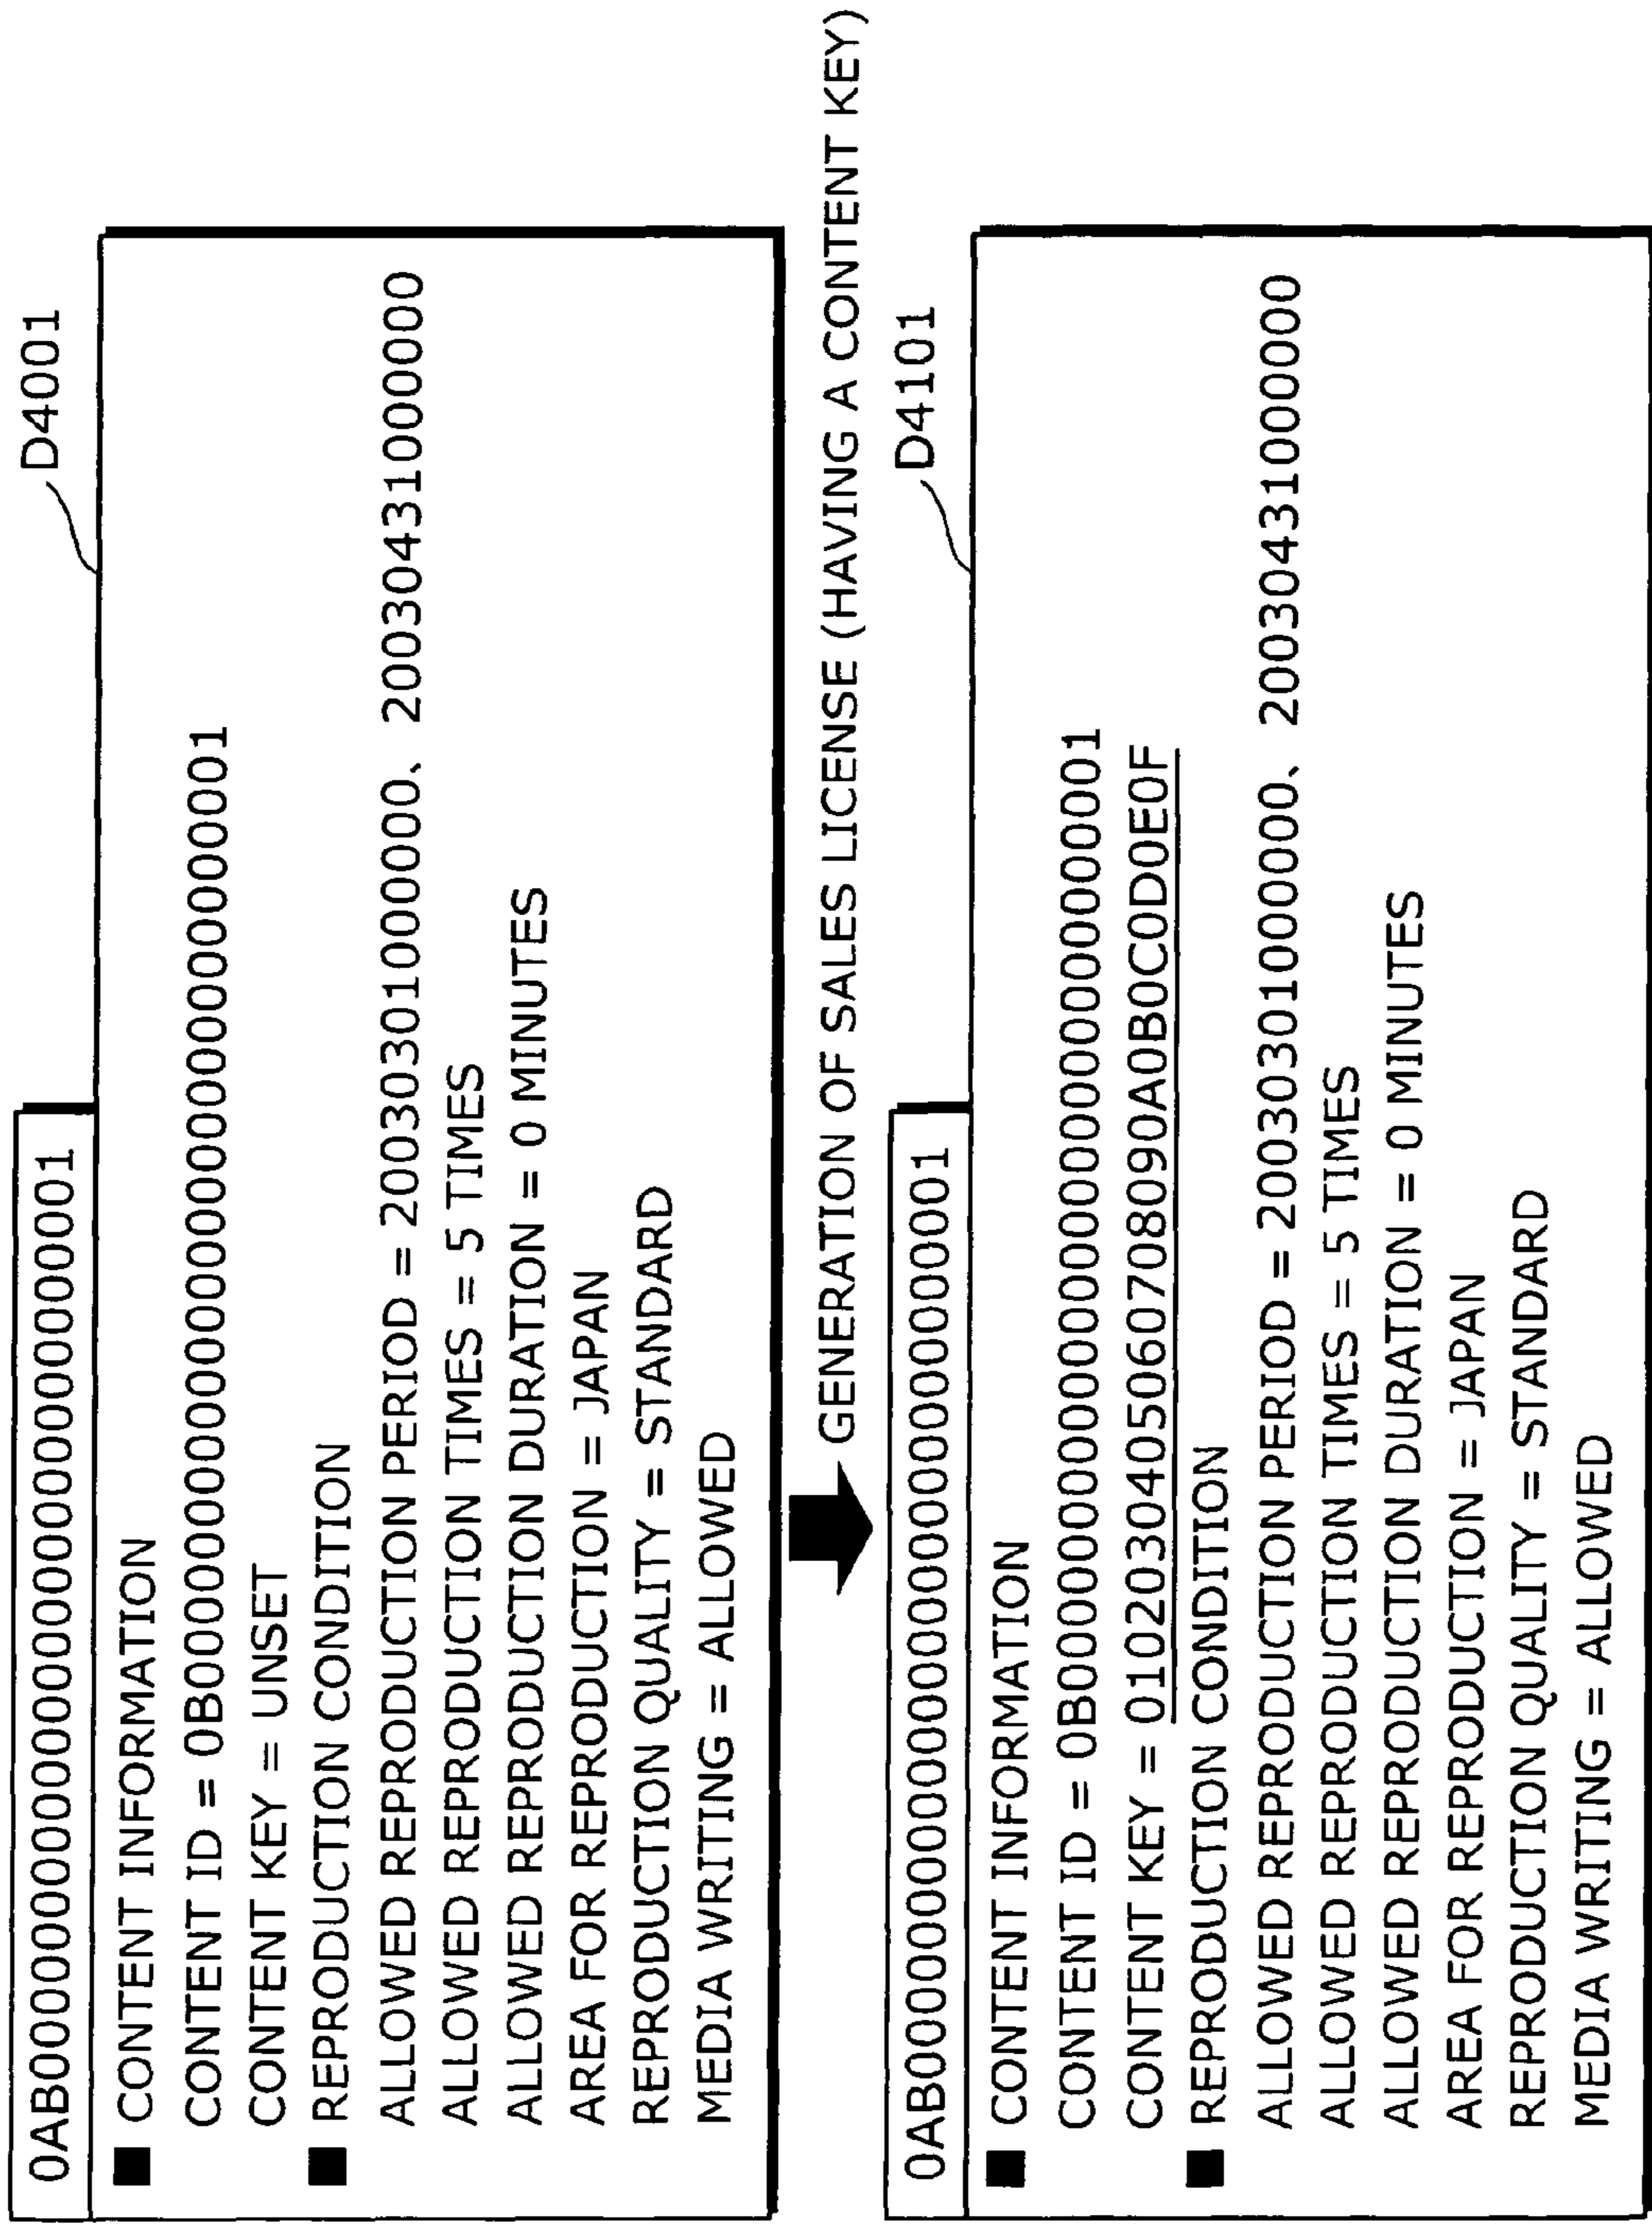 D4001
0AB00000000000000000000000000001
■ CONTENT INFORMATION
CONTENT ID = 0B000000000000000000000000000001
CONTENT KEY = UNSET
■ REPRODUCTION CONDITION
ALLOWED REPRODUCTION PERIOD = 20030301000000、20030431000000
ALLOWED REPRODUCTION TIMES = 5 TIMES
ALLOWED REPRODUCTION DURATION = 0 MINUTES
AREA FOR REPRODUCTION = JAPAN
REPRODUCTION QUALITY = STANDARD
MEDIA WRITING = ALLOWED
GENERATION OF SALES LICENSE (HAVING A CONTENT KEY)
D4101
0AB00000000000000000000000000001
■ CONTENT INFORMATION
CONTENT ID = 0B000000000000000000000000000001
CONTENT KEY = 0102030405060708090A0B0C0D0E0F
■ REPRODUCTION CONDITION
ALLOWED REPRODUCTION PERIOD = 20030301000000、20030431000000
ALLOWED REPRODUCTION TIMES = 5 TIMES
ALLOWED REPRODUCTION DURATION = 0 MINUTES
AREA FOR REPRODUCTION = JAPAN
REPRODUCTION QUALITY = STANDARD
MEDIA WRITING = ALLOWED